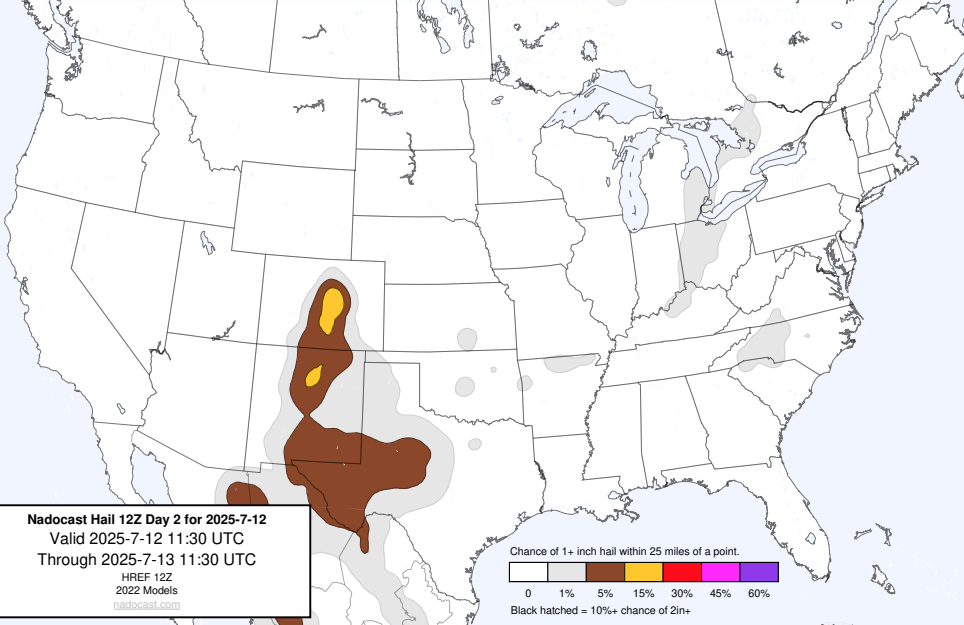 Nadocast Hail 12Z Day 2 for 2025-7-12
Valid 2025-7-12 11:30 UTC
Through 2025-7-13 11:30 UTC
HREF 12Z
2022 Models
nadocast.com
Chance of 1+ inch hail within 25 miles of a point.
0 1% 5% 15% 30% 45% 60%
Black hatched = 10%+ chance of 2in+